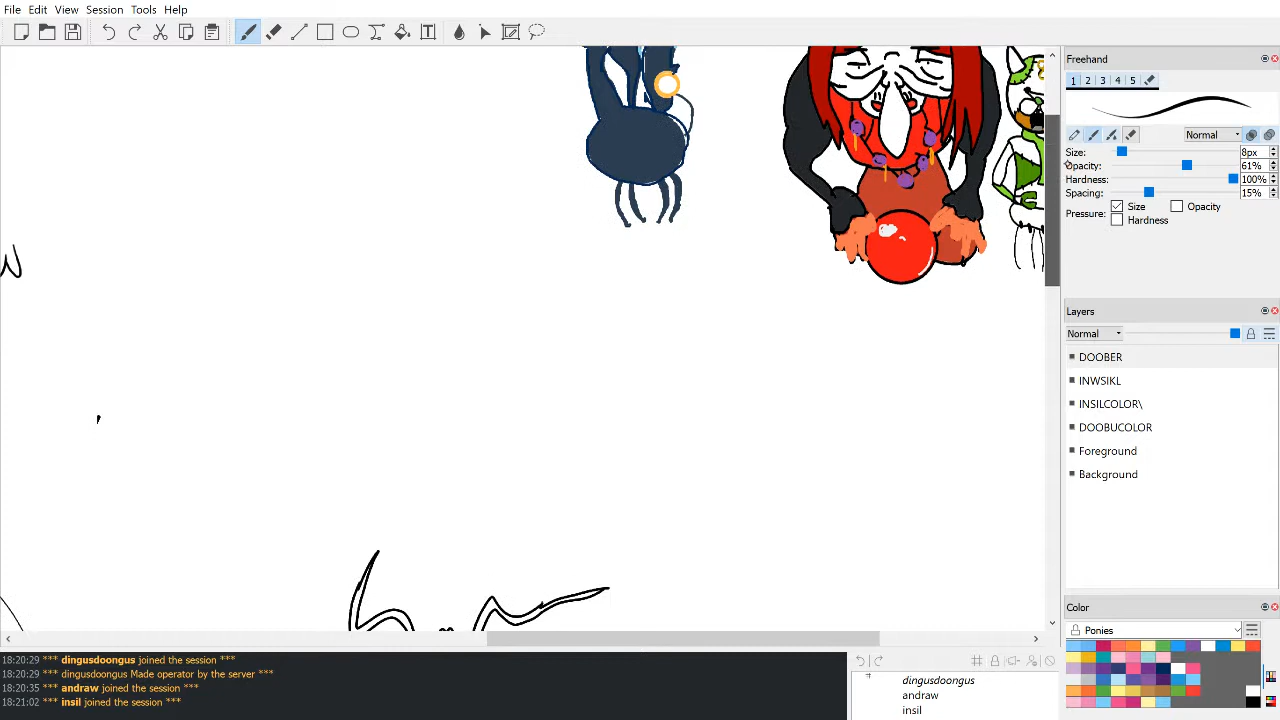 File Edit View Session Tools Help
Freehand
1 2 3 4 5
Normal
Size: 8px
Opacity: 61%
Hardness: 100%
Spacing: 15%
Pressure: Size Opacity
Hardness
Layers
Normal
DOOBER
INWSIKL
INSILCOLOR\
DOOBUCOLOR
Foreground
Background
Color
Ponies
18:20:29 *** dingusdoongus joined the session ***
18:20:29 *** dingusdoongus Made operator by the server ***
18:20:35 *** andraw joined the session ***
18:21:02 *** insil joined the session ***
dingusdoongus
andraw
insil